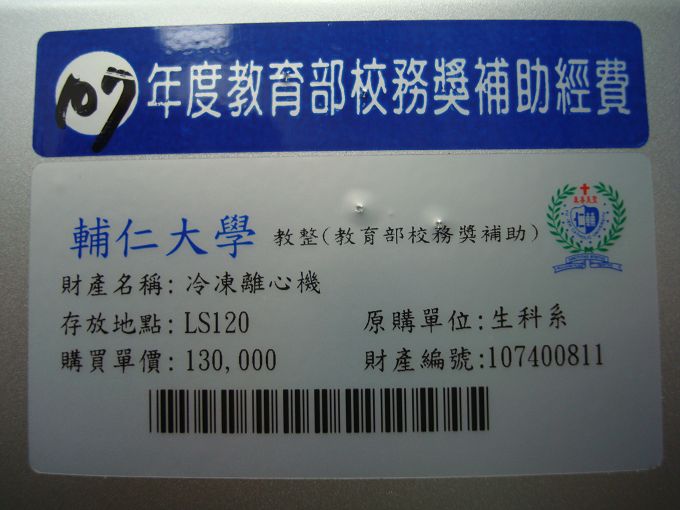 107年度教育部校務獎補助經費
輔仁大學 教整(教育部校務獎補助)
財產名稱: 冷凍離心機
存放地點: LS120 原購單位: 生科系
購買單價: 130,000 財產編號:107400811